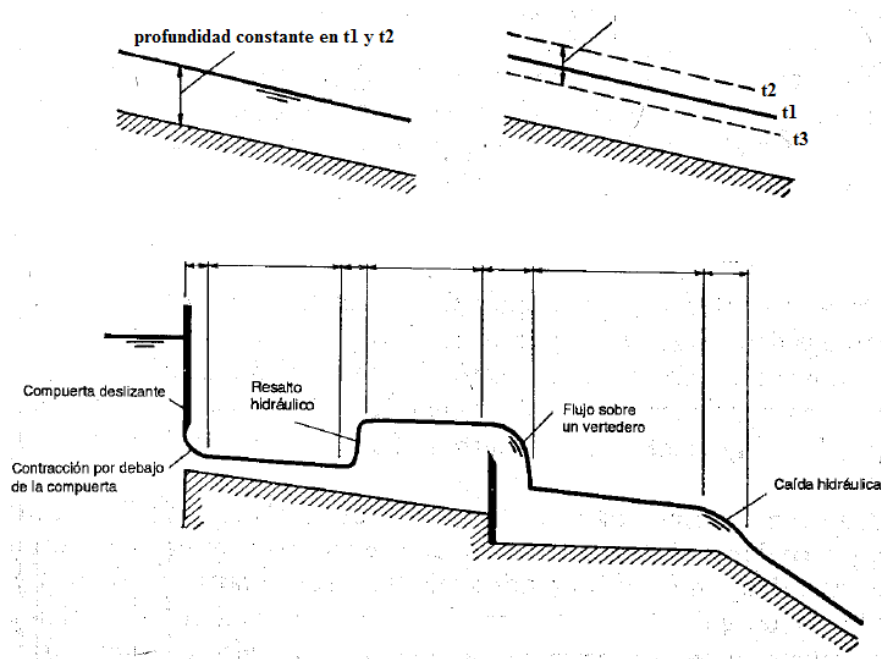 profundidad constante en t1 y t2
t2
t1
t3
Compuerta deslizante
Resalto
hidráulico
Flujo sobre
un vertedero
Contracción por debajo
de la compuerta
Caída hidráulica